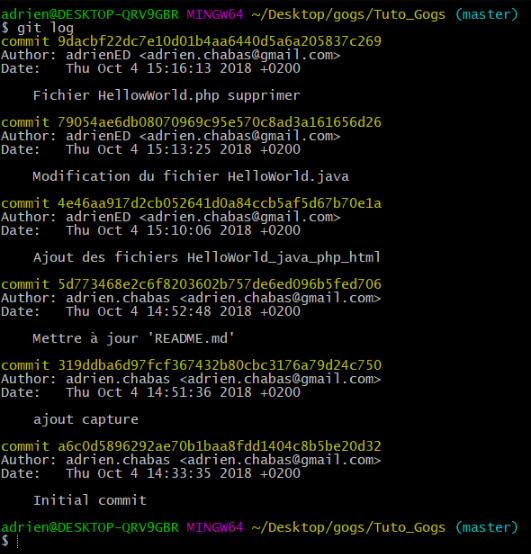 adrien@DESKTOP-QRV9GBR MINGW64 ~/Desktop/gogs/Tuto_Gogs (master)
$ git log
commit 9dacbf22dc7e10d01b4aa6440d5a6a205837c269
Author: adrienED <adrien.chabas@gmail.com>
Date:   Thu Oct 4 15:16:13 2018 +0200
    Fichier HellowWorld.php supprimer
commit 79054ae6db08070969c95e570c8ad3a161656d26
Author: adrienED <adrien.chabas@gmail.com>
Date:   Thu Oct 4 15:13:25 2018 +0200
    Modification du fichier HelloWorld.java
commit 4e46aa917d2cb052641d0a84ccb5af5d67b70e1a
Author: adrienED <adrien.chabas@gmail.com>
Date:   Thu Oct 4 15:10:06 2018 +0200
    Ajout des fichiers HelloWorld_java_php_html
commit 5d773468e2c6f8203602b757de6ed096b5fed706
Author: adrien.chabas <adrien.chabas@gmail.com>
Date:   Thu Oct 4 14:52:48 2018 +0200
    Mettre à jour 'README.md'
commit 319ddba6d97fcf367432b80cbc3176a79d24c750
Author: adrien.chabas <adrien.chabas@gmail.com>
Date:   Thu Oct 4 14:51:36 2018 +0200
    ajout capture
commit a6c0d5896292ae70b1baa8fdd1404c8b5be20d32
Author: adrien.chabas <adrien.chabas@gmail.com>
Date:   Thu Oct 4 14:33:35 2018 +0200
    Initial commit
adrien@DESKTOP-QRV9GBR MINGW64 ~/Desktop/gogs/Tuto_Gogs (master)
$